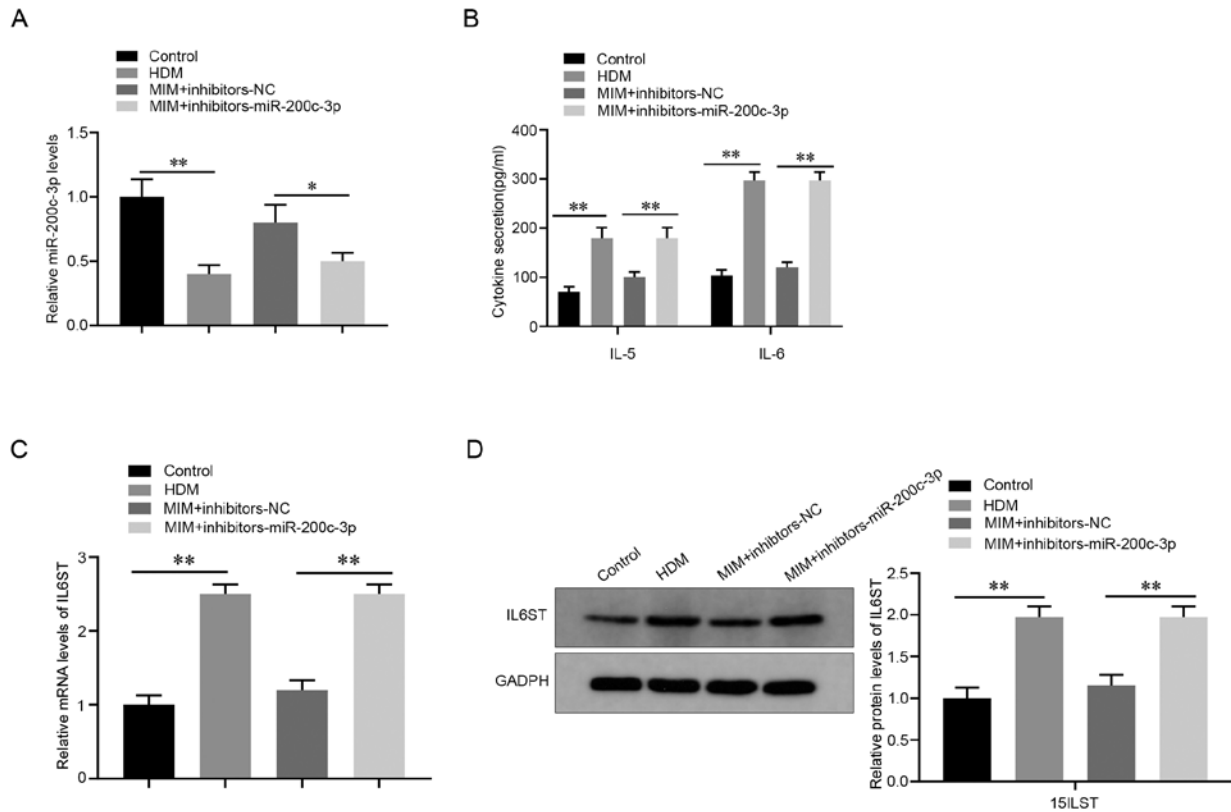 A
Control
HDM
MIM+inhibitors-NC
MIM+inhibitors-miR-200c-3p
Relative miR-200c-3p levels
1.5
1.0
0.5
0.0
**
*
B
Control
HDM
MIM+inhibitors-NC
MIM+inhibitors-miR-200c-3p
Cytokine secretion(pg/ml)
400
300
200
100
0
**
**
**
**
IL-5
IL-6
C
Control
HDM
MIM+inhibitors-NC
MIM+inhibitors-miR-200c-3p
Relative mRNA levels of IL6ST
3
2
1
0
**
**
D
Control
HDM
MIM+inhibtors-NC
MIM+inhibtors-miR-200c-3p
IL6ST
GADPH
Control
HDM
MIM+inhibitors-NC
MIM+inhibitors-miR-200c-3p
Relative protein levels of IL6ST
2.5
2.0
1.5
1.0
0.5
0.0
**
**
15ILST